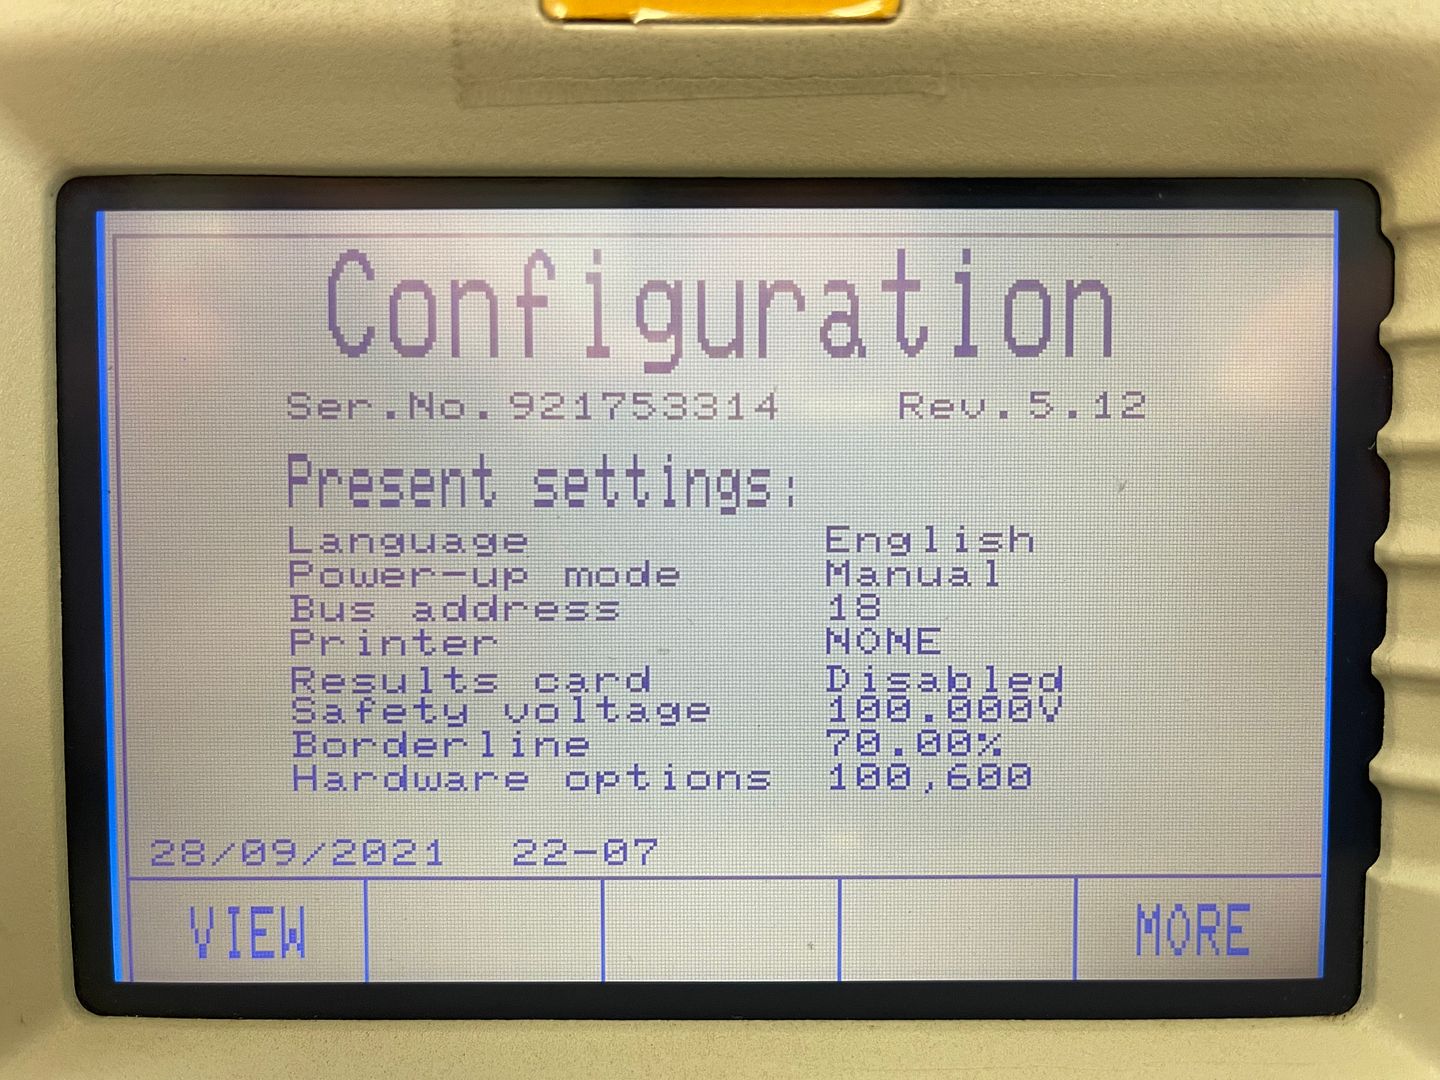 Configuration
Ser.No.921753314 Rev.5.12
Present settings:
Language English
Power-up mode Manual
Bus address 18
Printer NONE
Results card Disabled
Safety voltage 100.000V
Borderline 70.00%
Hardware options 100,600
28/09/2021 22-07
VIEW MORE